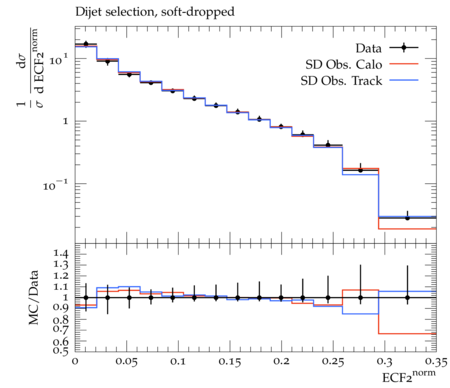 Dijet selection, soft-dropped
1/σ dσ/d ECF2^norm
10^1
1
10^−1
Data
SD Obs. Calo
SD Obs. Track
MC/Data
1.4
1.3
1.2
1.1
1
0.9
0.8
0.7
0.6
0.5
0 0.05 0.1 0.15 0.2 0.25 0.3 0.35
ECF2^norm